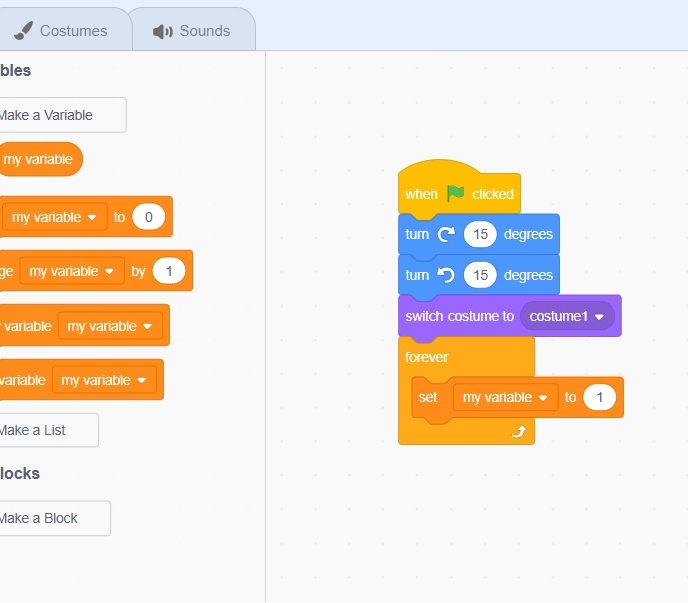 Costumes
Sounds
bles
Make a Variable
my variable
my variable to 0
ge my variable by 1
variable my variable
variable my variable
Make a List
locks
Make a Block
when clicked
turn 15 degrees
turn 15 degrees
switch costume to costume1
forever
set my variable to 1